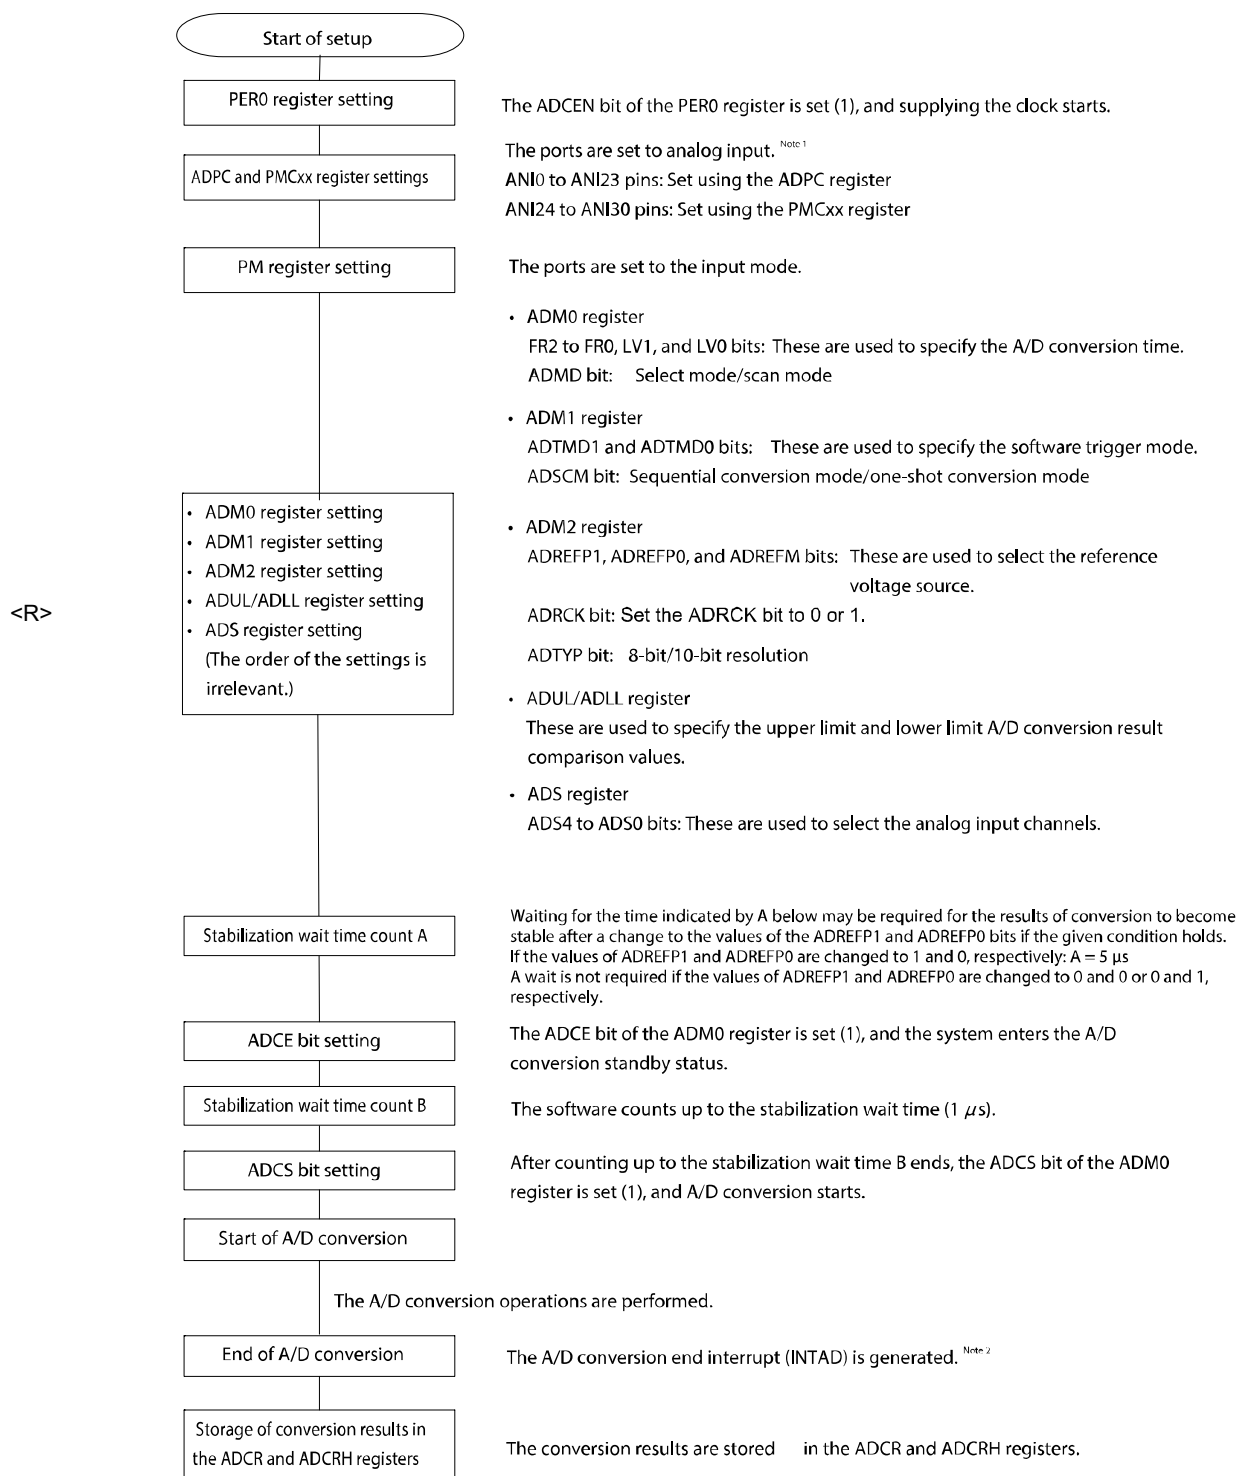 Start of setup
PER0 register setting
The ADCEN bit of the PER0 register is set (1), and supplying the clock starts.
ADPC and PMCxx register settings
The ports are set to analog input. Note 1
ANI0 to ANI23 pins: Set using the ADPC register
ANI24 to ANI30 pins: Set using the PMCxx register
PM register setting
The ports are set to the input mode.
• ADM0 register
FR2 to FR0, LV1, and LV0 bits: These are used to specify the A/D conversion time.
ADMD bit: Select mode/scan mode
• ADM1 register
ADTMD1 and ADTMD0 bits: These are used to specify the software trigger mode.
ADSCM bit: Sequential conversion mode/one-shot conversion mode
<R>
• ADM0 register setting
• ADM1 register setting
• ADM2 register setting
• ADUL/ADLL register setting
• ADS register setting
(The order of the settings is
irrelevant.)
• ADM2 register
ADREFP1, ADREFP0, and ADREFM bits: These are used to select the reference
voltage source.
ADRCK bit: Set the ADRCK bit to 0 or 1.
ADTYP bit: 8-bit/10-bit resolution
• ADUL/ADLL register
These are used to specify the upper limit and lower limit A/D conversion result
comparison values.
• ADS register
ADS4 to ADS0 bits: These are used to select the analog input channels.
Stabilization wait time count A
Waiting for the time indicated by A below may be required for the results of conversion to become
stable after a change to the values of the ADREFP1 and ADREFP0 bits if the given condition holds.
If the values of ADREFP1 and ADREFP0 are changed to 1 and 0, respectively: A = 5 μs
A wait is not required if the values of ADREFP1 and ADREFP0 are changed to 0 and 0 or 0 and 1,
respectively.
ADCE bit setting
The ADCE bit of the ADM0 register is set (1), and the system enters the A/D
conversion standby status.
Stabilization wait time count B
The software counts up to the stabilization wait time (1 μs).
ADCS bit setting
After counting up to the stabilization wait time B ends, the ADCS bit of the ADM0
register is set (1), and A/D conversion starts.
Start of A/D conversion
The A/D conversion operations are performed.
End of A/D conversion
The A/D conversion end interrupt (INTAD) is generated. Note 2
Storage of conversion results in
the ADCR and ADCRH registers
The conversion results are stored in the ADCR and ADCRH registers.